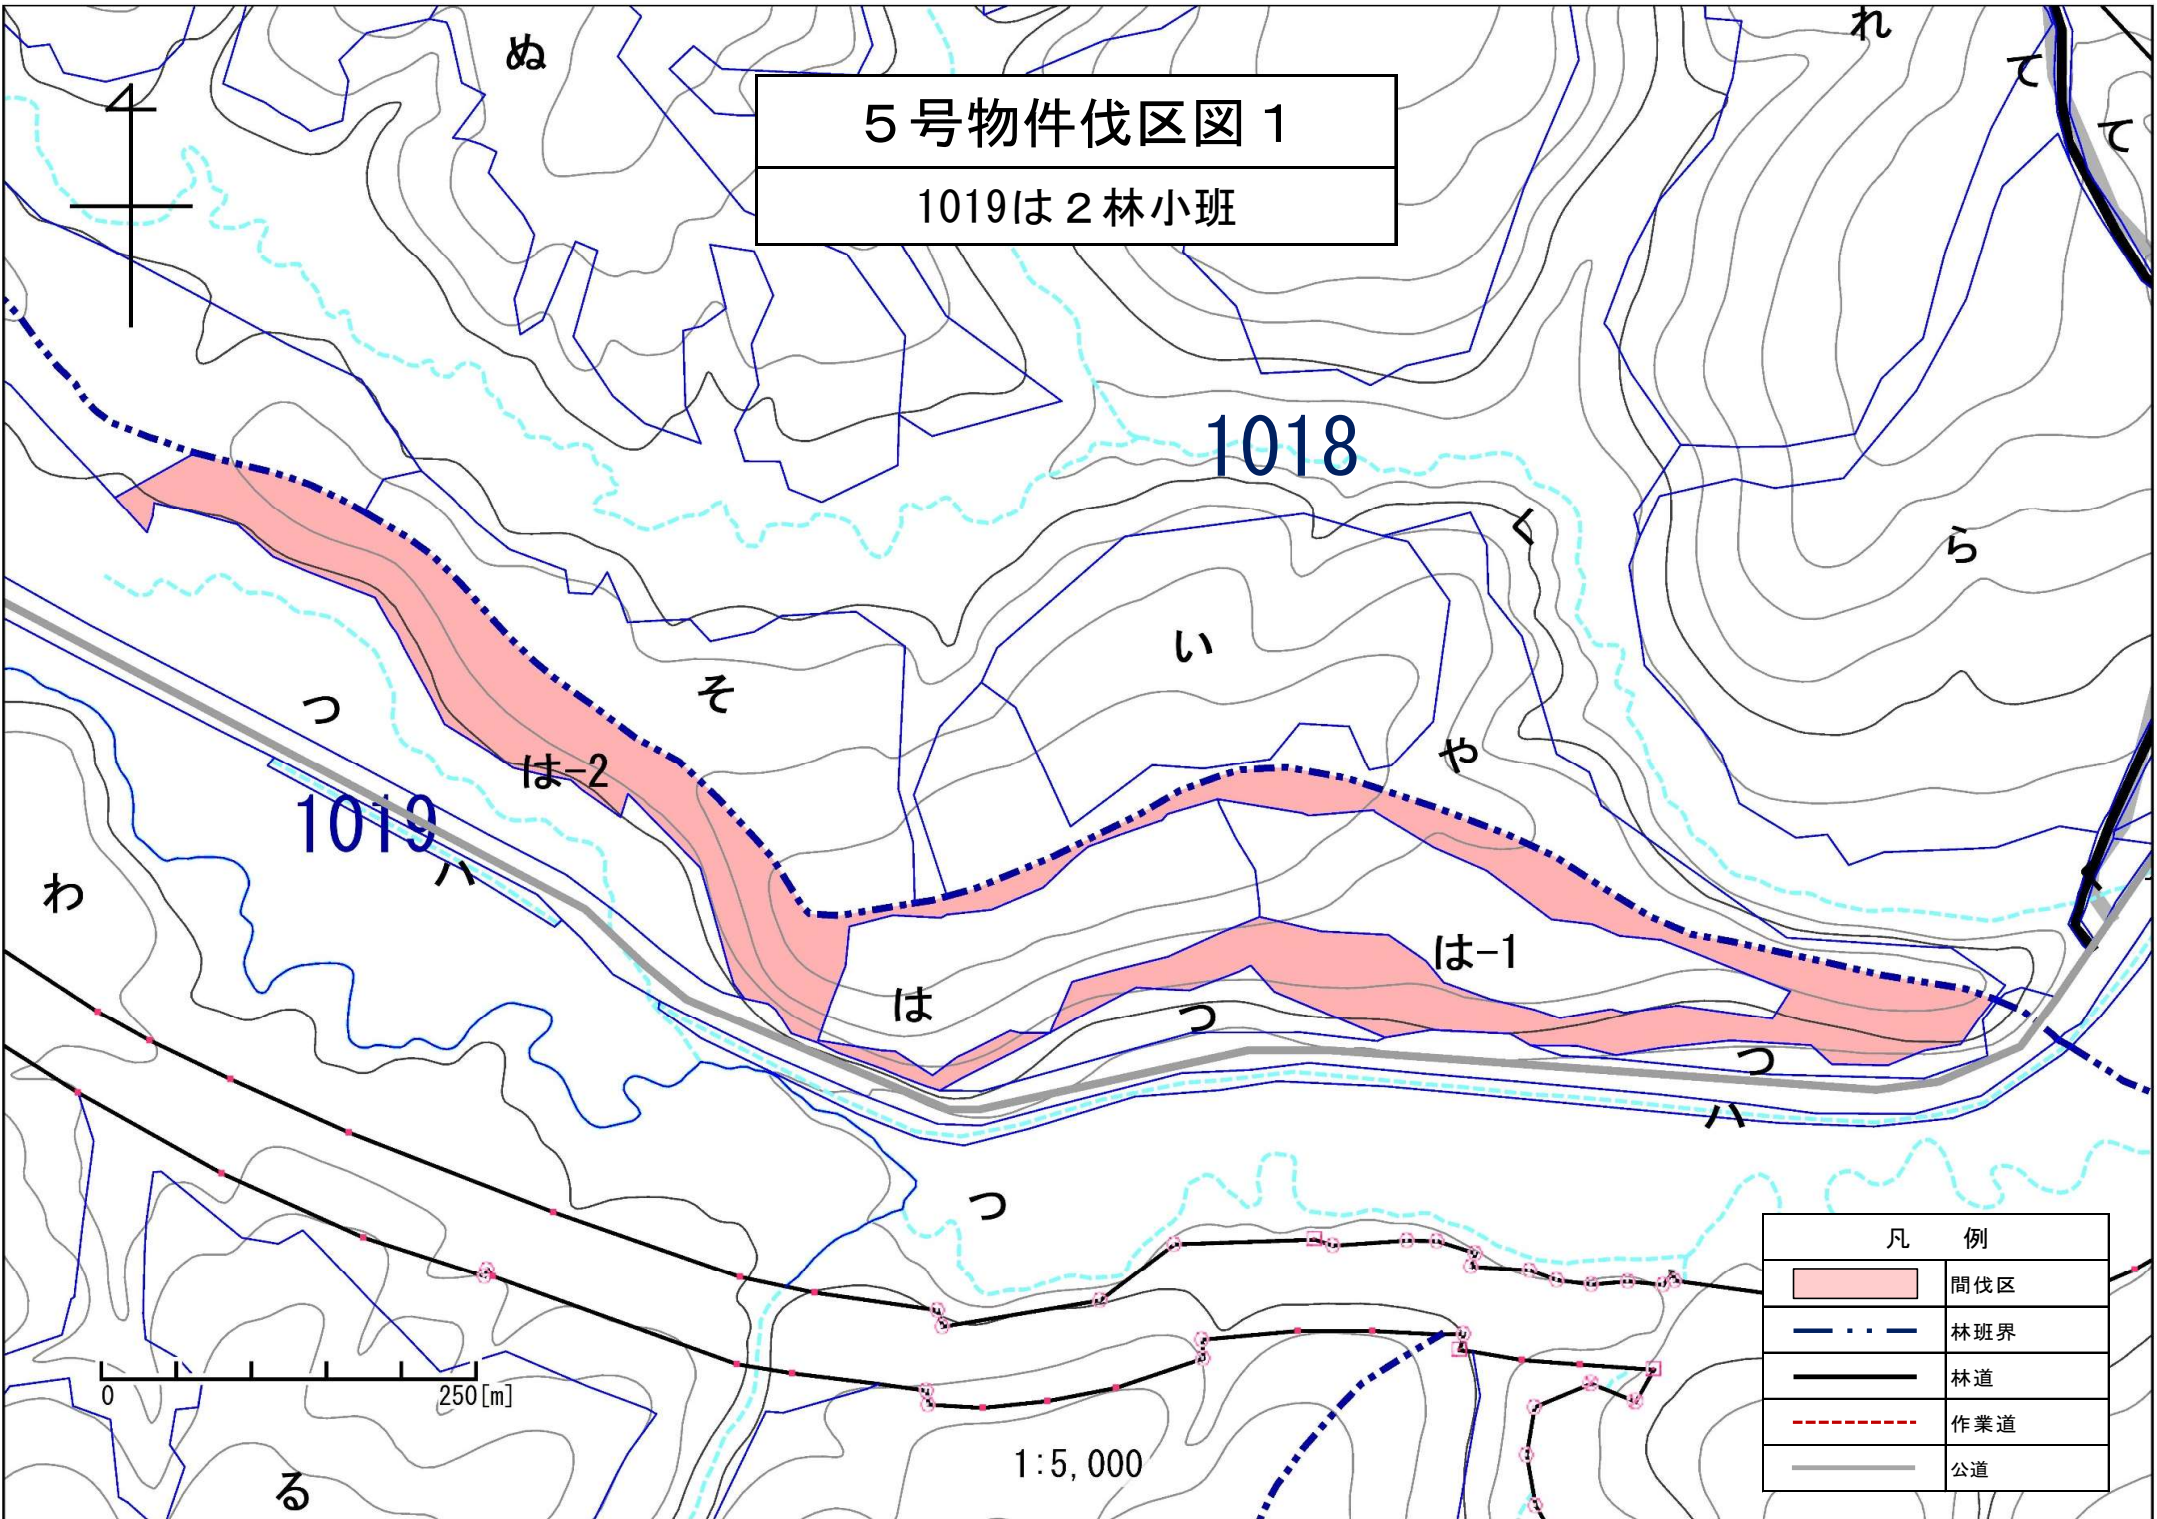 ぬ
れ
て
て
５号物件伐区図１
1019は２林小班
1018
く
ら
い
そ
つ
や
は-2
1019
ハ
わ
は-1
は
つ
つ
ハ
つ
凡 例
間伐区
林班界
林道
作業道
公道
0 250[m]
1:5,000
る